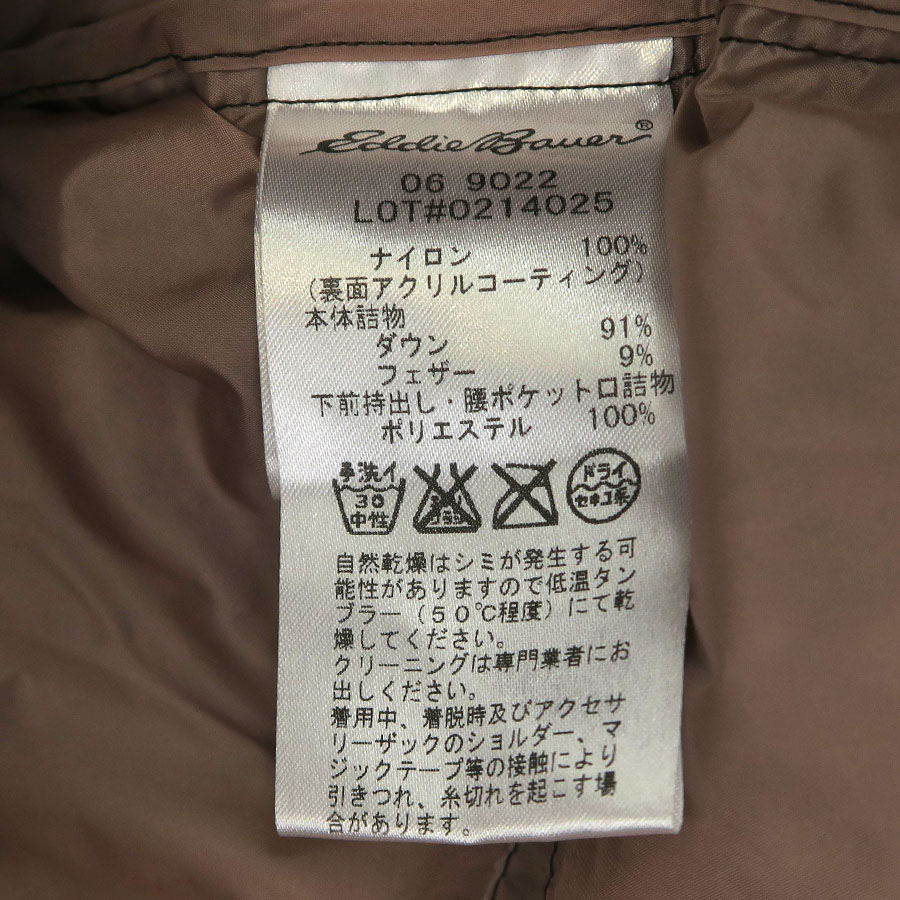 Eddie Bauer®
06 9022
LOT#0214025
ナイロン 100%
(裏面アクリルコーティング)
本体詰物
ダウン 91%
フェザー 9%
下前持出し・腰ポケット口詰物
ポリエステル 100%
手洗イ
30
中性
エンソ
サラシ
ドライ
セキユ系
自然乾燥はシミが発生する可
能性がありますので低温タン
ブラー(50℃程度)にて乾
燥してください。
クリーニングは専門業者にお
出しください。
着用中、着脱時及びアクセサ
リーザックのショルダー、マ
ジックテープ等の接触により
引きつれ、糸切れを起こす場
合があります。